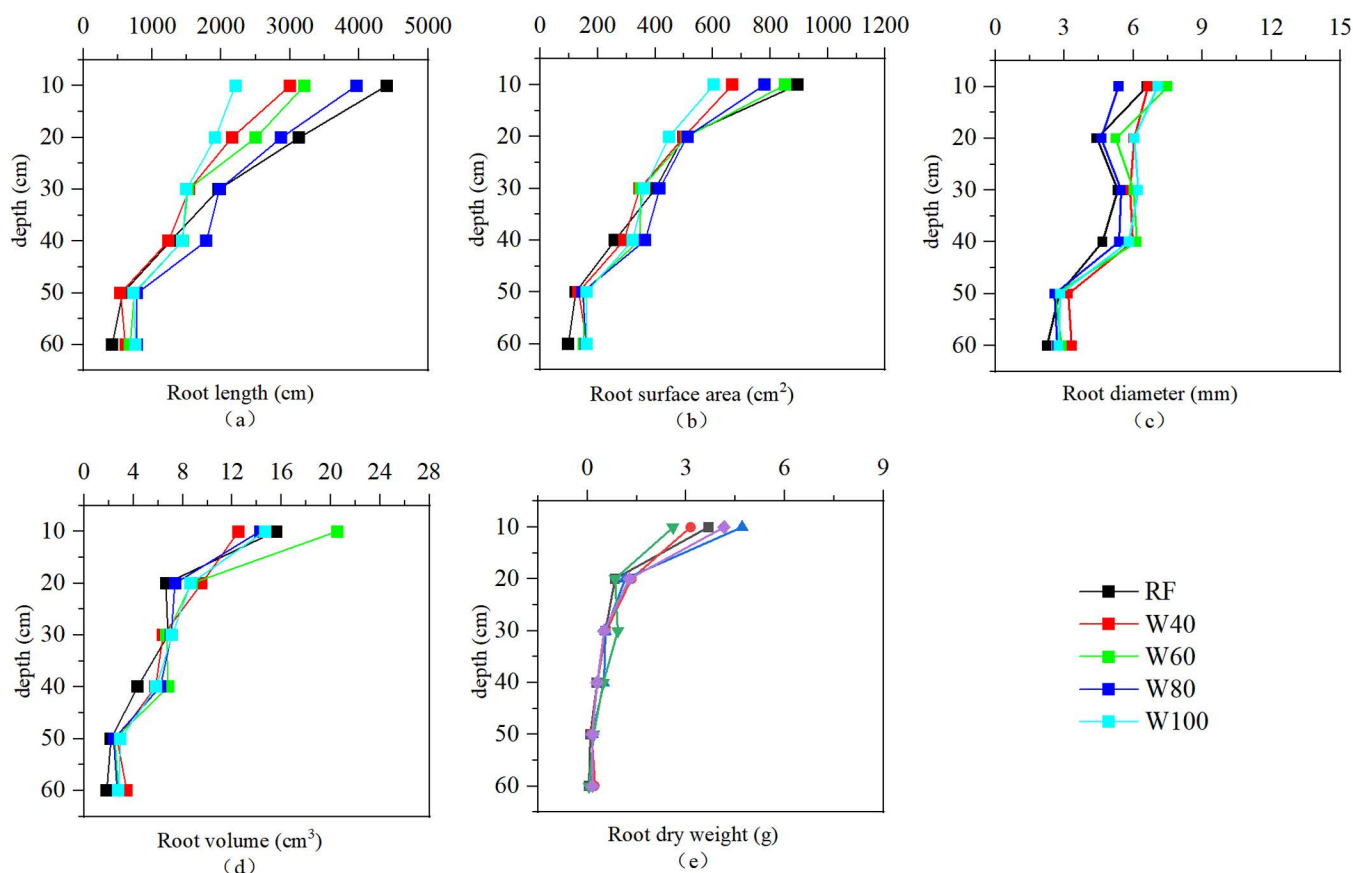 0 1000 2000 3000 4000 5000
10
20
30
40
50
60
depth (cm)
Root length (cm)
（a）
0 200 400 600 800 1000 1200
10
20
30
40
50
60
depth (cm)
Root surface area (cm²)
（b）
0 3 6 9 12 15
10
20
30
40
50
60
depth (cm)
Root diameter (mm)
（c）
0 4 8 12 16 20 24 28
10
20
30
40
50
60
depth (cm)
Root volume (cm³)
（d）
0 3 6 9
10
20
30
40
50
60
depth (cm)
Root dry weight (g)
（e）
RF
W40
W60
W80
W100